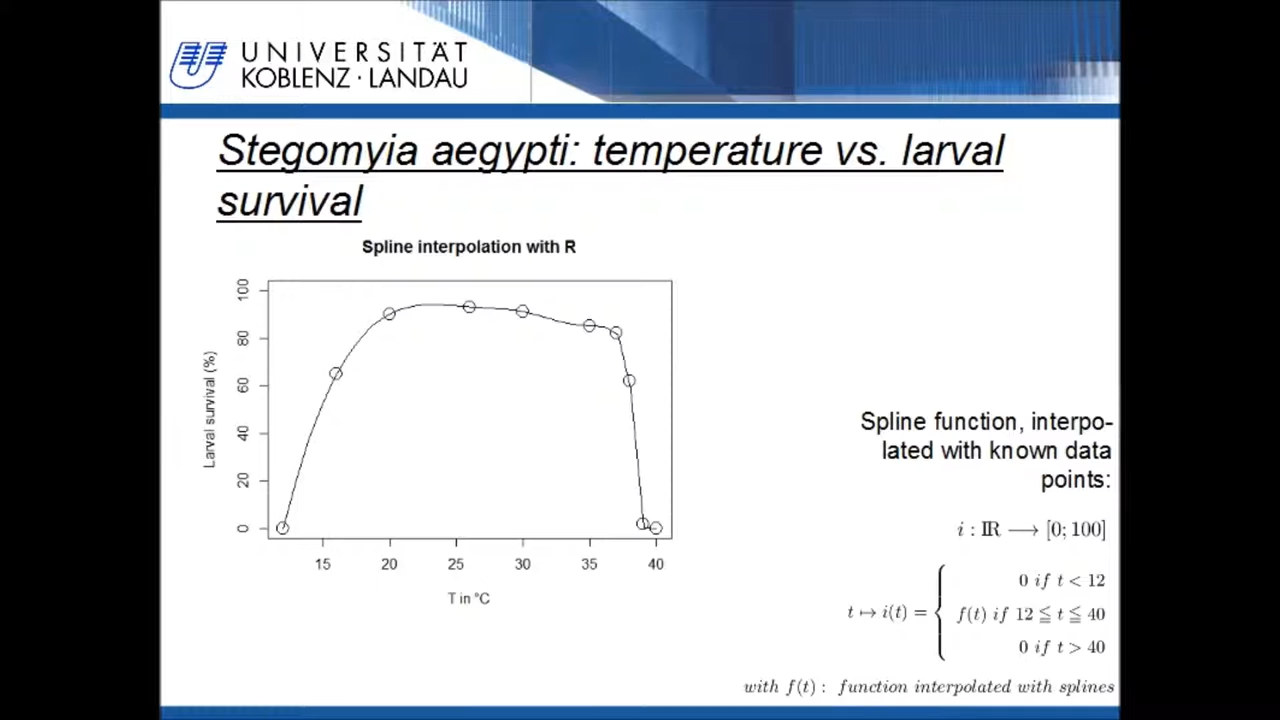 UNIVERSITÄT
KOBLENZ · LANDAU
Stegomyia aegypti: temperature vs. larval
survival
Spline interpolation with R
Larval survival (%)
100
80
60
40
20
0
15 20 25 30 35 40
T in °C
Spline function, interpo-
lated with known data
points:
i : IR ⟶ [0; 100]
t ↦ i(t) = {
0 if t < 12
f(t) if 12 ≦ t ≦ 40
0 if t > 40
with f(t) : function interpolated with splines